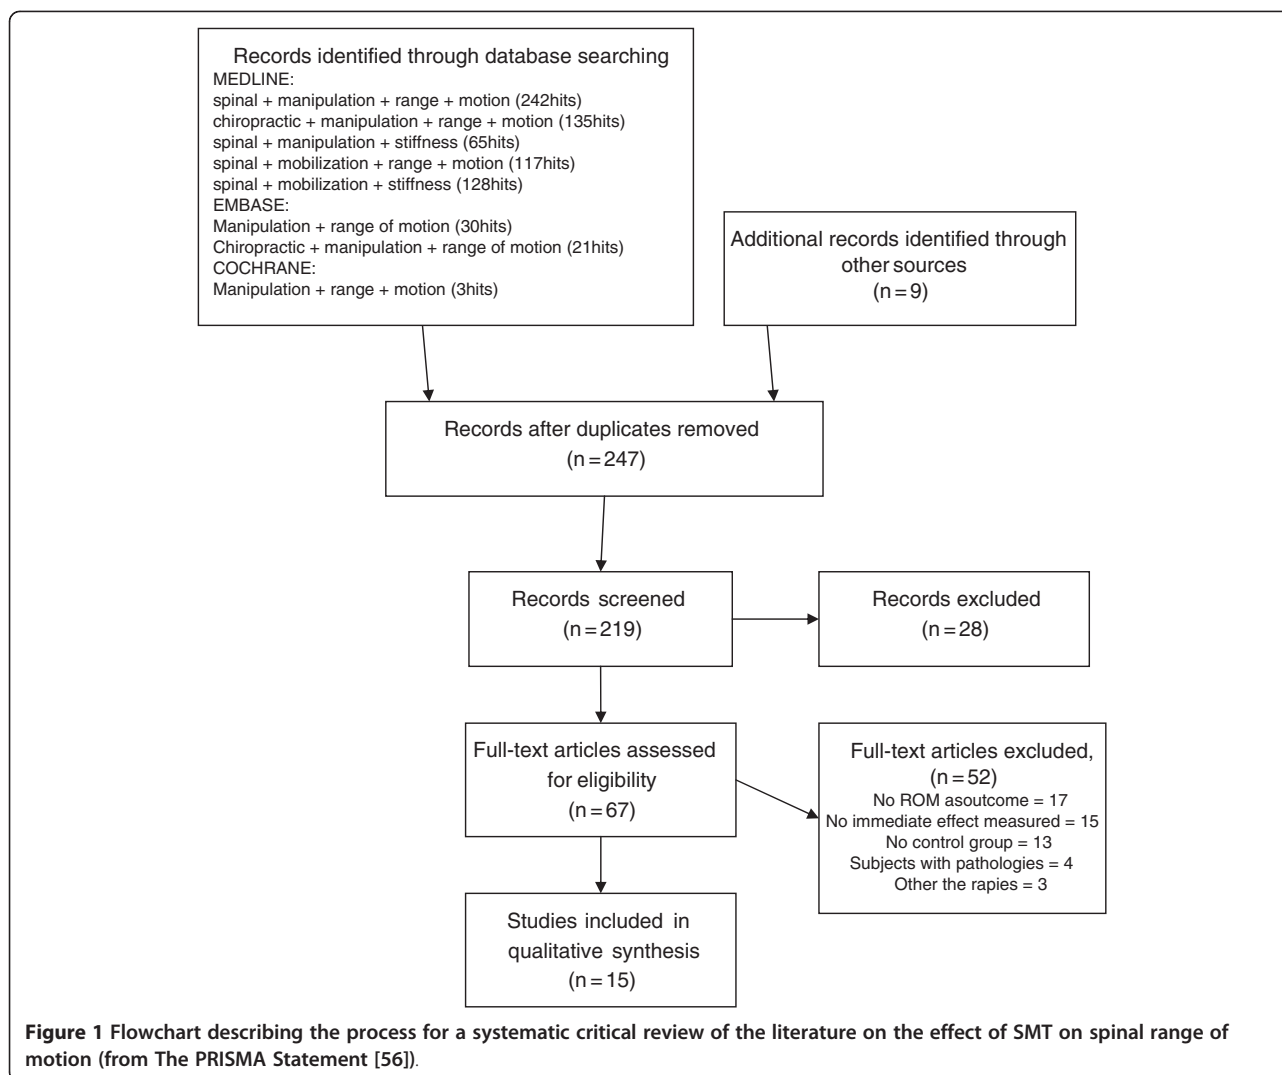 Records identified through database searching
MEDLINE:
spinal + manipulation + range + motion (242hits)
chiropractic + manipulation + range + motion (135hits)
spinal + manipulation + stiffness (65hits)
spinal + mobilization + range + motion (117hits)
spinal + mobilization + stiffness (128hits)
EMBASE:
Manipulation + range of motion (30hits)
Chiropractic + manipulation + range of motion (21hits)
COCHRANE:
Manipulation + range + motion (3hits)
Additional records identified through
other sources
(n = 9)
Records after duplicates removed
(n = 247)
Records screened
(n = 219)
Records excluded
(n = 28)
Full-text articles assessed
for eligibility
(n = 67)
Full-text articles excluded,
(n = 52)
No ROM asoutcome = 17
No immediate effect measured = 15
No control group = 13
Subjects with pathologies = 4
Other the rapies = 3
Studies included in
qualitative synthesis
(n = 15)
Figure 1 Flowchart describing the process for a systematic critical review of the literature on the effect of SMT on spinal range of
motion (from The PRISMA Statement [56]).